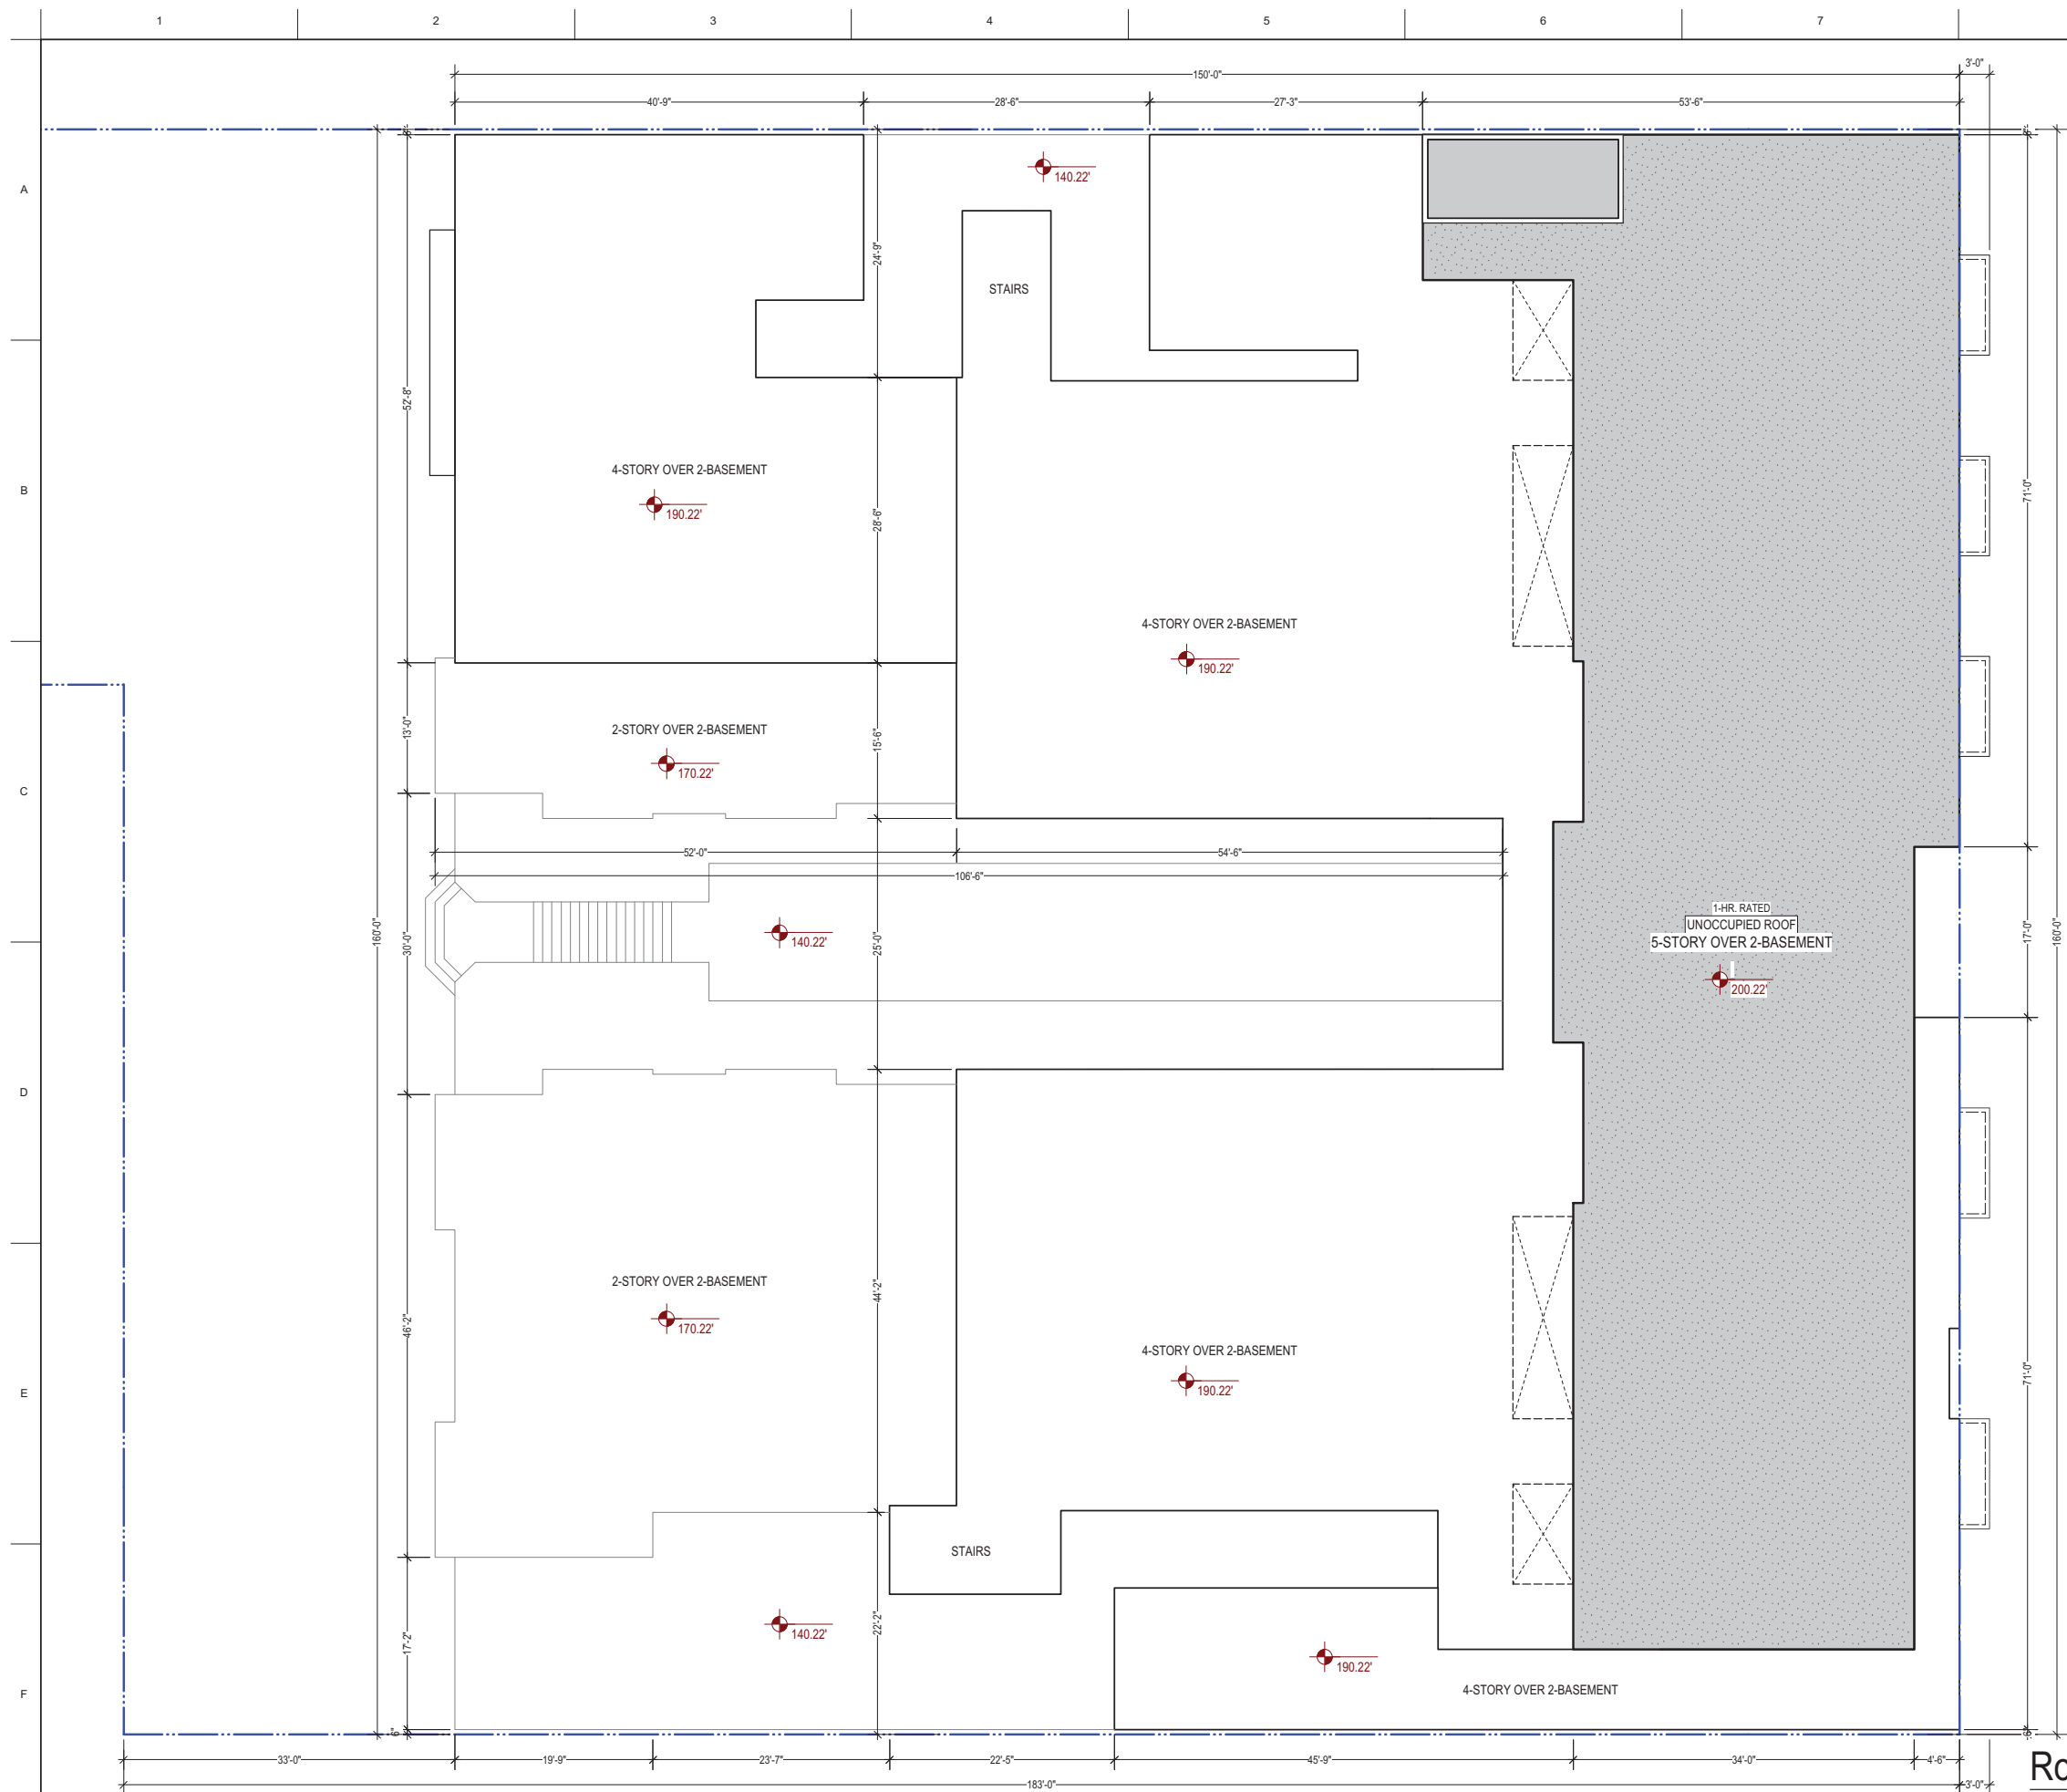 1 2 3 4 5 6 7
150'-0" 3'-0"
40'-9" 28'-6" 27'-3" 53'-6"
6"
6"
A
140.22'
24'-9"
STAIRS
52'-8"
B
4-STORY OVER 2-BASEMENT
190.22'
28'-6"
71'-0"
4-STORY OVER 2-BASEMENT
190.22'
2-STORY OVER 2-BASEMENT
170.22'
13'-0"
15'-6"
C
52'-0" 54'-6"
106'-6"
1-HR. RATED
UNOCCUPIED ROOF
5-STORY OVER 2-BASEMENT
200.22'
160'-0"
30'-0"
140.22'
25'-0"
17'-0"
160'-0"
D
2-STORY OVER 2-BASEMENT
170.22'
46'-2"
44'-2"
4-STORY OVER 2-BASEMENT
190.22'
71'-0"
E
STAIRS
17'-2"
140.22'
22'-2"
190.22'
4-STORY OVER 2-BASEMENT
F
6"
6"
33'-0" 19'-9" 23'-7" 22'-5" 45'-9" 34'-0" 4'-6"
183'-0" 3'-0"